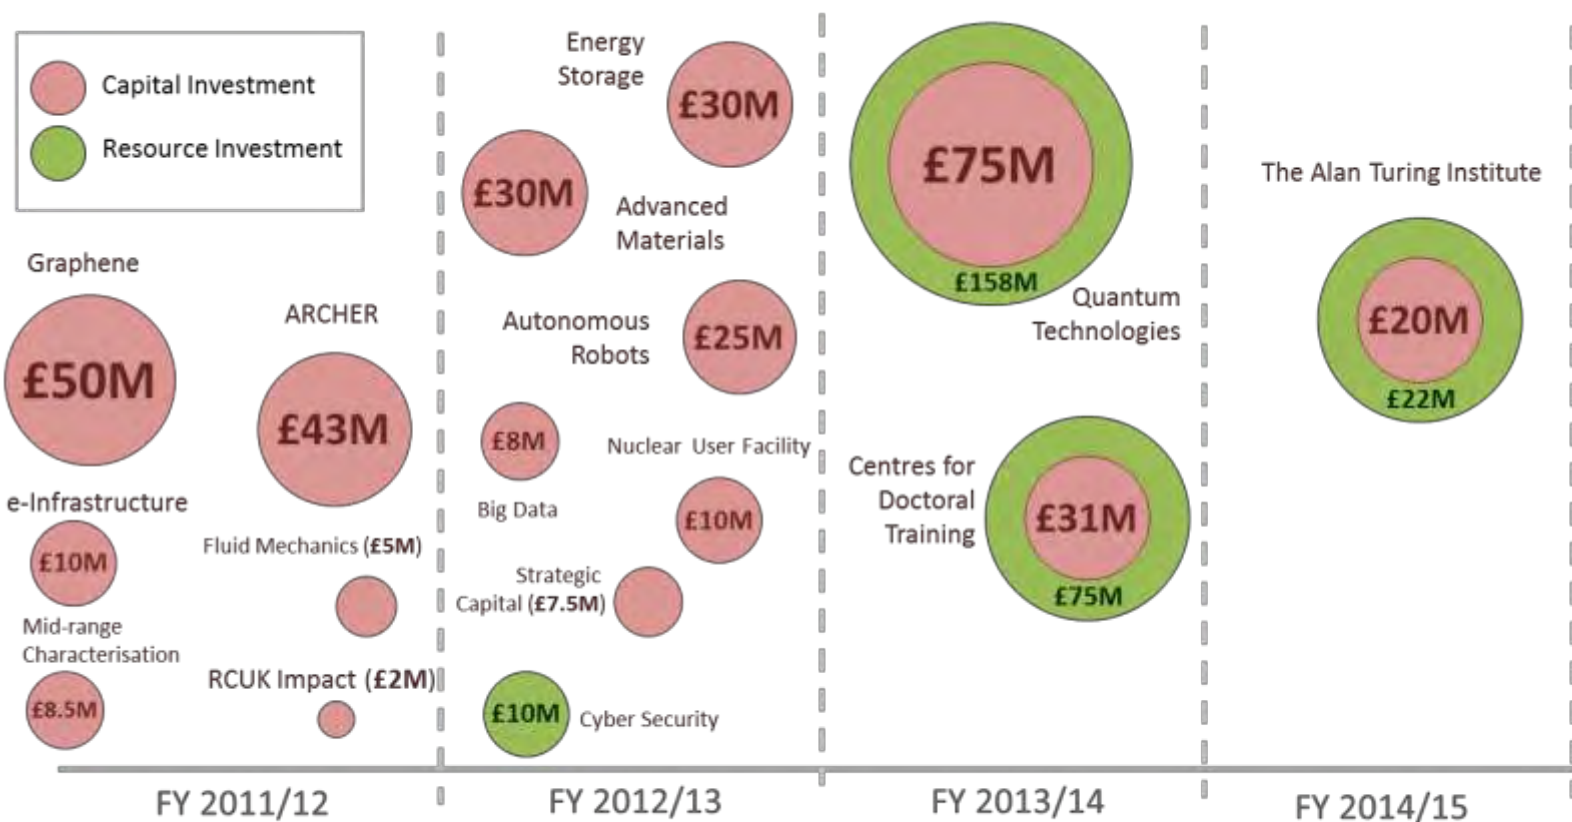 Capital Investment
Resource Investment
Graphene
£50M
ARCHER
£43M
e-Infrastructure
£10M
Fluid Mechanics (£5M)
Mid-range
Characterisation
£8.5M
RCUK Impact (£2M)
Energy
Storage
£30M
£30M
Advanced
Materials
Autonomous
Robots
£25M
£8M
Big Data
Nuclear User Facility
£10M
Strategic
Capital (£7.5M)
£10M
Cyber Security
£75M
£158M
Quantum
Technologies
Centres for
Doctoral
Training
£31M
£75M
The Alan Turing Institute
£20M
£22M
FY 2011/12
FY 2012/13
FY 2013/14
FY 2014/15